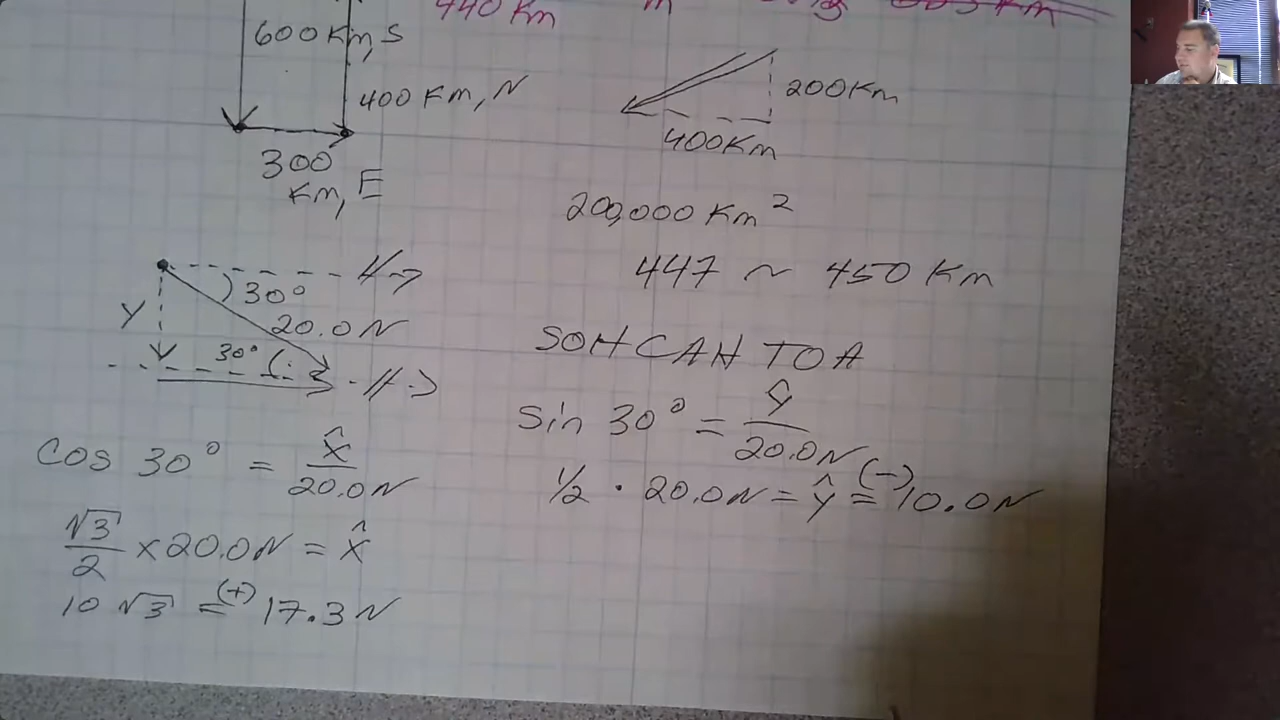 440 Km
600 Km, S
400 Km, N
200 Km
400 Km
300
Km, E
200,000 Km²
447 ~ 450 Km
30°
Y
20.0 N
30°
SOH CAH TOA
Sin 30° = ŷ / 20.0 N
½ · 20.0 N = ŷ = (-) 10.0 N
Cos 30° = x̂ / 20.0 N
√3 / 2 × 20.0 N = x̂
10 √3 = (+) 17.3 N